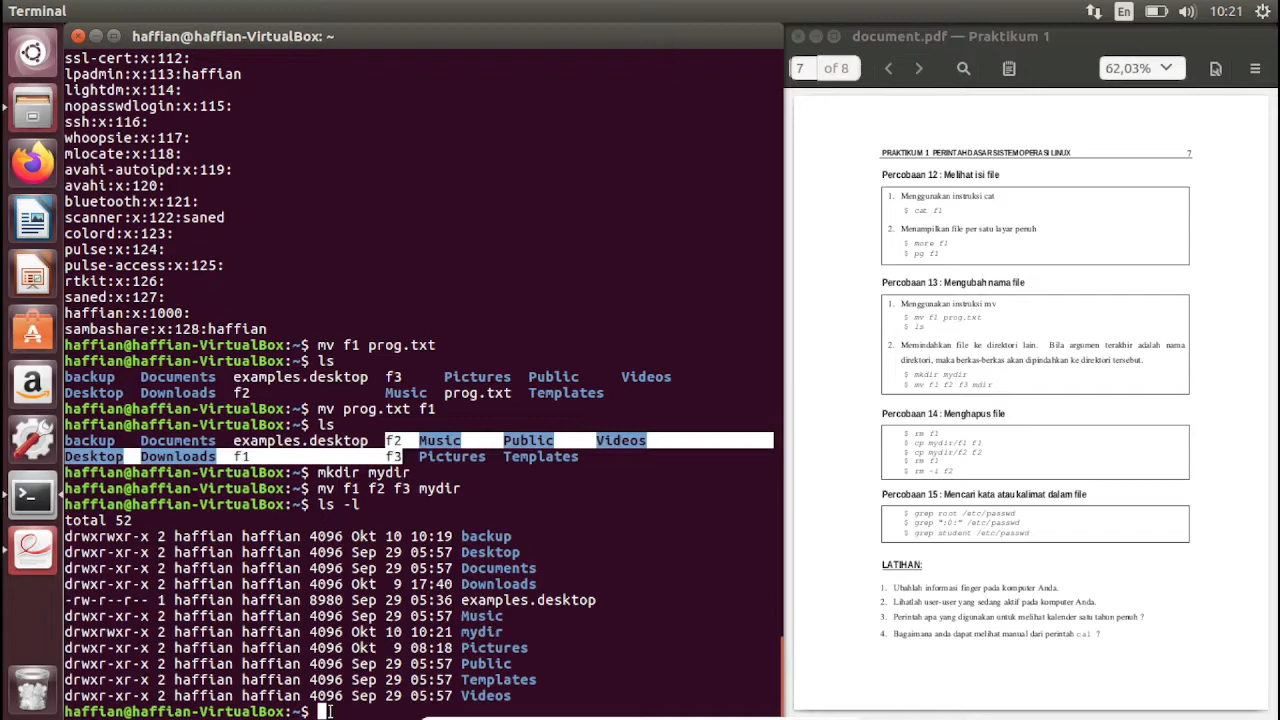 Terminal
En
10:21
haffian@haffian-VirtualBox: ~
ssl-cert:x:112:
lpadmin:x:113:haffian
lightdm:x:114:
nopasswdlogin:x:115:
ssh:x:116:
whoopsie:x:117:
mlocate:x:118:
avahi-autoipd:x:119:
avahi:x:120:
bluetooth:x:121:
scanner:x:122:saned
colord:x:123:
pulse:x:124:
pulse-access:x:125:
rtkit:x:126:
saned:x:127:
haffian:x:1000:
sambashare:x:128:haffian
haffian@haffian-VirtualBox:~$ mv f1 prog.txt
haffian@haffian-VirtualBox:~$ ls
backup Documents examples.desktop f3 Pictures Public Videos
Desktop Downloads f2 Music prog.txt Templates
haffian@haffian-VirtualBox:~$ mv prog.txt f1
haffian@haffian-VirtualBox:~$ ls
backup Documents examples.desktop f2 Music Public Videos
Desktop Downloads f1 f3 Pictures Templates
haffian@haffian-VirtualBox:~$ mkdir mydir
haffian@haffian-VirtualBox:~$ mv f1 f2 f3 mydir
haffian@haffian-VirtualBox:~$
total 52
drwxr-xr-x 2 haffian haffian 4096 Okt 10 10:19 backup
drwxr-xr-x 2 haffian haffian 4096 Sep 29 05:57 Desktop
drwxr-xr-x 2 haffian haffian 4096 Sep 29 05:57 Documents
drwxr-xr-x 2 haffian haffian 4096 Okt 9 17:40 Downloads
-rw-r--r-- 1 haffian haffian 8980 Sep 29 05:39 examples.desktop
drwxr-xr-x 2 haffian haffian 4096 Sep 29 05:57 Music
haffian haffian 4096 mydir
drwxr-xr-x 2 haffian haffian 4096 08:18 Pictures
drwxr-xr-x 2 haffian haffian 4096 Sep 29 05:57 Public
drwxr-xr-x 2 haffian haffian 4096 Sep 29 05:57 Templates
drwxr-xr-x 2 haffian haffian 4096 Sep 29 05:57 Videos
haffian@haffian-VirtualBox:~$
document.pdf — Praktikum 1
7 of 8
62,03%
PRAKTIKUM 1 PERINTAH DASAR SISTEM OPERASI LINUX 7
Percobaan 12 : Melihat isi file
1. Menggunakan instruksi cat
$ cat f1
2. Menampilkan file per satu layar penuh
$ more f1
$ pg f1
Percobaan 13 : Mengubah nama file
1. Menggunakan instruksi mv
$ mv f1 prog.txt
$ ls
2. Memindahkan file ke direktori lain. Bila argumen terakhir adalah nama
direktori, maka berkas-berkas akan dipindahkan ke direktori tersebut.
$ mkdir mydir
$ mv f1 f2 f3 mdir
Percobaan 14 : Menghapus file
$ rm f1
$ cp mydir/f1 f1
$ cp mydir/f2 f2
$ rm f1
$ rm -i f2
Percobaan 15 : Mencari kata atau kalimat dalam file
$ grep root /etc/passwd
$ grep ":0:" /etc/passwd
$ grep student /etc/passwd
LATIHAN:
1. Ubahlah informasi finger pada komputer Anda.
2. Lihatlah user-user yang sedang aktif pada komputer Anda.
3. Perintah apa yang digunakan untuk melihat kalender satu tahun penuh ?
4. Bagaimana anda dapat melihat manual dari perintah cal ?